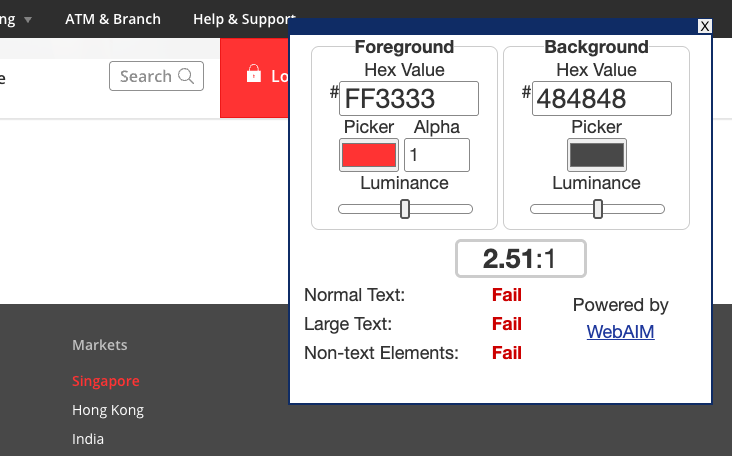 ng ATM & Branch Help & Support
e
Search
Lo
X
Foreground
Hex Value
# FF3333
Picker Alpha
1
Luminance
Background
Hex Value
# 484848
Picker
Luminance
2.51:1
Normal Text: Fail
Large Text: Fail
Non-text Elements: Fail
Powered by
WebAIM
Markets
Singapore
Hong Kong
India